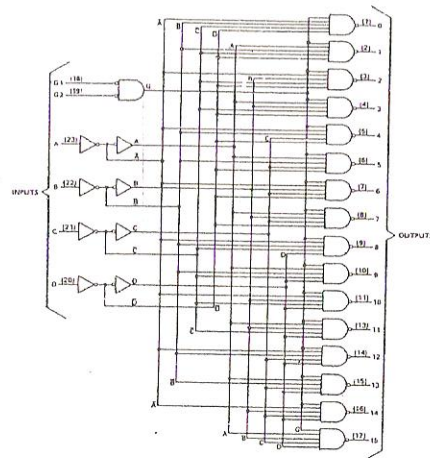 INPUTS
G1 (18)
G2 (19)
A (23)
B (22)
C (21)
D (20)
A
A̅
B
B̅
C
C̅
D
D̅
A̅
B̅
C̅
D̅
A
B
C
D
G
(1) 0
(2) 1
(3) 2
(4) 3
(5) 4
(6) 5
(7) 6
(8) 7
(9) 8
(10) 9
(11) 10
(13) 11
(14) 12
(15) 13
(16) 14
(17) 15
OUTPUT